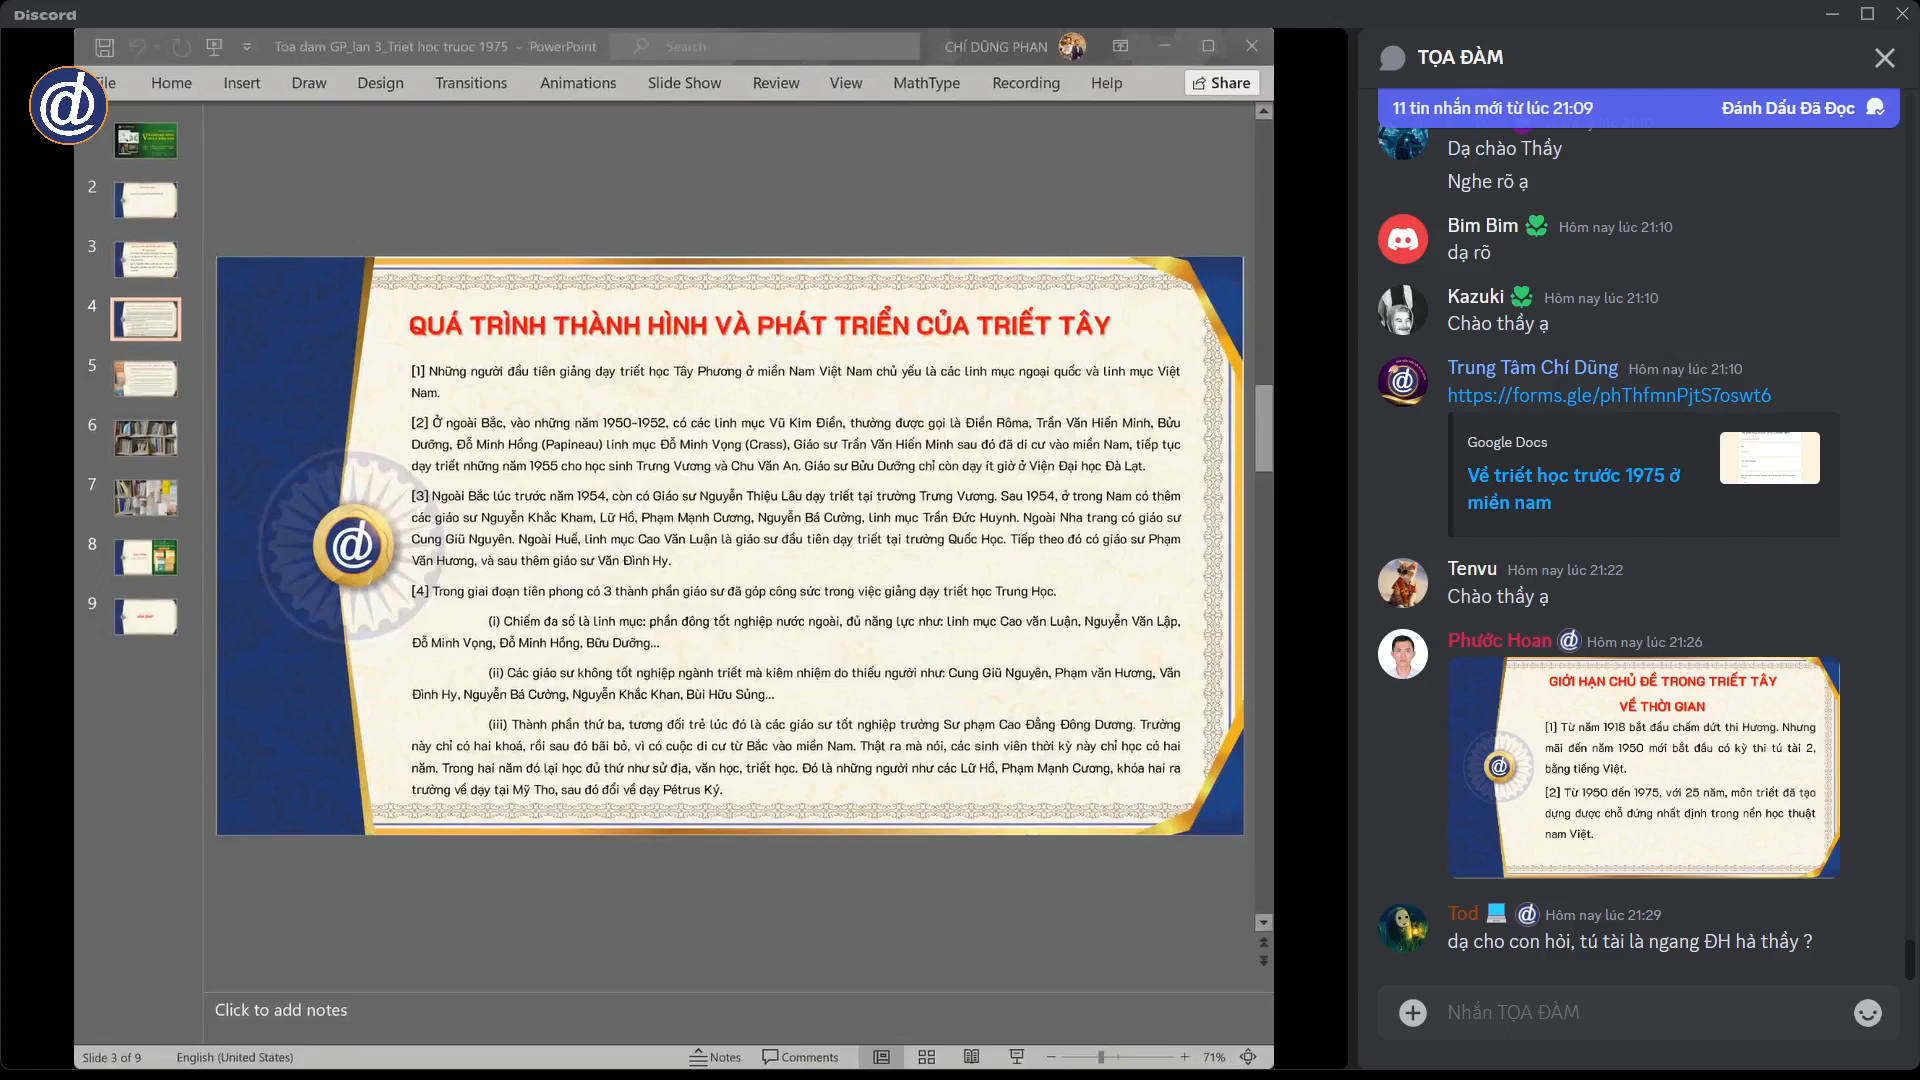 Discord
Toa dam GP_lan 3_Triet hoc truoc 1975 - PowerPoint
Search
CHÍ DŨNG PHAN
Home Insert Draw Design Transitions Animations Slide Show Review View MathType Recording Help Share
2
3
4
5
6
7
8
9
QUÁ TRÌNH THÀNH HÌNH VÀ PHÁT TRIỂN CỦA TRIẾT TÂY
[1] Những người đầu tiên giảng dạy triết học Tây Phương ở miền Nam Việt Nam chủ yếu là các linh mục ngoại quốc và linh mục Việt
Nam.
[2] Ở ngoài Bắc, vào những năm 1950-1952, có các linh mục Vũ Kim Điền, thường được gọi là Điền Rôma, Trần Văn Hiến Minh, Bửu
Dưỡng, Đỗ Minh Hồng (Papineau) linh mục Đỗ Minh Vọng (Crass), Giáo sư Trần Văn Hiến Minh sau đó đã di cư vào miền Nam, tiếp tục
dạy triết những năm 1955 cho học sinh Trưng Vương và Chu Văn An. Giáo sư Bửu Dưỡng chỉ còn dạy ít giờ ở Viện Đại học Đà Lạt.
[3] Ngoài Bắc lúc trước năm 1954, còn có Giáo sư Nguyễn Thiệu Lâu dạy triết tại trường Trưng Vương. Sau 1954, ở trong Nam có thêm
các giáo sư Nguyễn Khắc Kham, Lữ Hồ, Phạm Mạnh Cương, Nguyễn Bá Cường, linh mục Trần Đức Huynh. Ngoài Nha trang có giáo sư
Cung Giũ Nguyên. Ngoài Huế, linh mục Cao Văn Luận là giáo sư đầu tiên dạy triết tại trường Quốc Học. Tiếp theo đó có giáo sư Phạm
Văn Hương, và sau thêm giáo sư Văn Đình Hy.
[4] Trong giai đoạn tiên phong có 3 thành phần giáo sư đã góp công sức trong việc giảng dạy triết học Trung Học.
(i) Chiếm đa số là linh mục: phần đông tốt nghiệp nước ngoài, đủ năng lực như: linh mục Cao văn Luận, Nguyễn Văn Lập,
Đỗ Minh Vọng, Đỗ Minh Hồng, Bửu Dưỡng...
(ii) Các giáo sư không tốt nghiệp ngành triết mà kiêm nhiệm do thiếu người như: Cung Giũ Nguyên, Phạm văn Hương, Văn
Đình Hy, Nguyễn Bá Cường, Nguyễn Khắc Khan, Bùi Hữu Sủng...
(iii) Thành phần thứ ba, tương đối trẻ lúc đó là các giáo sư tốt nghiệp trường Sư phạm Cao Đẳng Đông Dương. Trường
này chỉ có hai khoá, rồi sau đó bãi bỏ, vì có cuộc di cư từ Bắc vào miền Nam. Thật ra mà nói, các sinh viên thời kỳ này chỉ học có hai
năm. Trong hai năm đó lại học đủ thứ như sử địa, văn học, triết học. Đó là những người như các Lữ Hồ, Phạm Mạnh Cương, khóa hai ra
trường về dạy tại Mỹ Tho, sau đó đổi về dạy Pétrus Ký.
Click to add notes
Slide 3 of 9 English (United States) Notes Comments 71%
TỌA ĐÀM
11 tin nhắn mới từ lúc 21:09 Đánh Dấu Đã Đọc
Dạ chào Thầy
Nghe rõ ạ
Bim Bim Hôm nay lúc 21:10
dạ rõ
Kazuki Hôm nay lúc 21:10
Chào thầy ạ
Trung Tâm Chí Dũng Hôm nay lúc 21:10
https://forms.gle/phThfmnPjtS7oswt6
Google Docs
Về triết học trước 1975 ở
miền nam
Tenvu Hôm nay lúc 21:22
Chào thầy ạ
Phước Hoan Hôm nay lúc 21:26
GIỚI HẠN CHỦ ĐỀ TRONG TRIẾT TÂY
VỀ THỜI GIAN
[1] Từ năm 1918 bắt đầu chấm dứt thi Hương. Nhưng
mãi đến năm 1950 mới bắt đầu có kỳ thi tú tài 2,
bằng tiếng Việt.
[2] Từ 1950 đến 1975, với 25 năm, môn triết đã tạo
dựng được chỗ đứng nhất định trong nền học thuật
nam Việt.
Tod Hôm nay lúc 21:29
dạ cho con hỏi, tú tài là ngang ĐH hả thầy ?
Nhắn TỌA ĐÀM